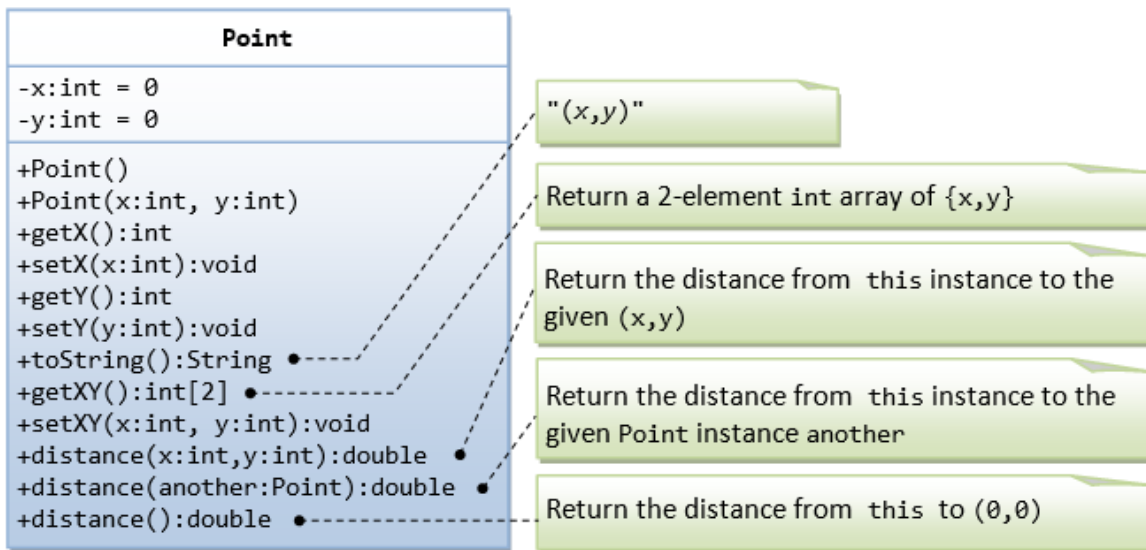 Point
-x:int = 0
-y:int = 0
+Point()
+Point(x:int, y:int)
+getX():int
+setX(x:int):void
+getY():int
+setY(y:int):void
+toString():String
+getXY():int[2]
+setXY(x:int, y:int):void
+distance(x:int,y:int):double
+distance(another:Point):double
+distance():double
"(x,y)"
Return a 2-element int array of {x,y}
Return the distance from this instance to the
given (x,y)
Return the distance from this instance to the
given Point instance another
Return the distance from this to (0,0)